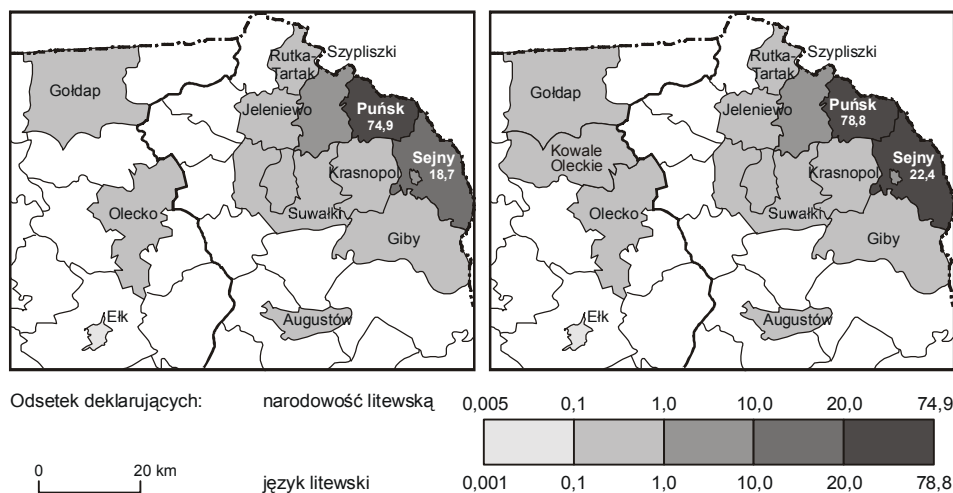 Szypliszki
Rutka-
Tartak
Gołdap
Jeleniewo
Puńsk
74,9
Sejny
18,7
Krasnopol
Olecko
Suwałki
Giby
Ełk
Augustów
Szypliszki
Rutka-
Tartak
Gołdap
Jeleniewo
Puńsk
78,8
Kowale
Oleckie
Sejny
22,4
Krasnopol
Olecko
Suwałki
Giby
Ełk
Augustów
Odsetek deklarujących: narodowość litewską 0,005 0,1 1,0 10,0 20,0 74,9
0 20 km
język litewski 0,001 0,1 1,0 10,0 20,0 78,8